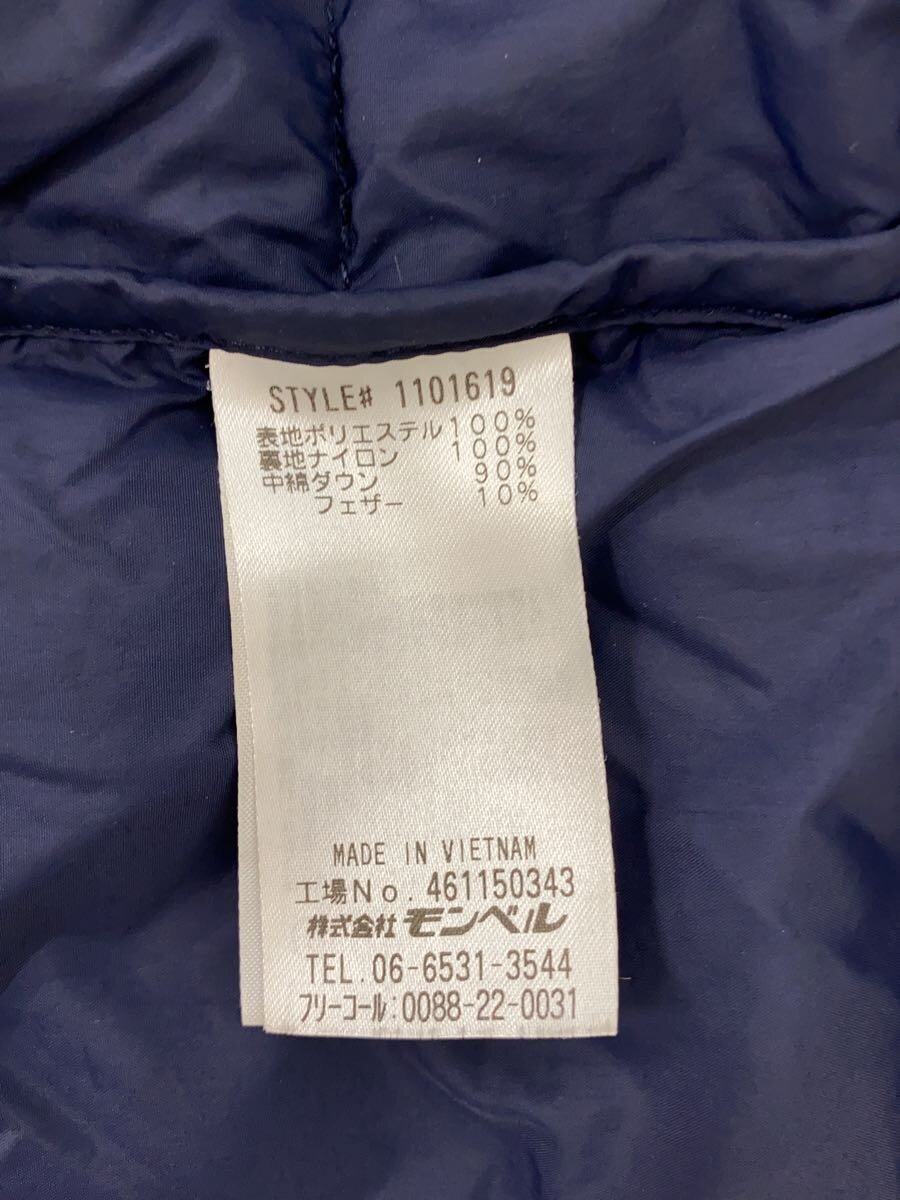 STYLE# 1101619
表地ポリエステル100%
裏地ナイロン 100%
中綿ダウン 90%
フェザー 10%
MADE IN VIETNAM
工場No. 461150343
株式会社モンベル
TEL. 06-6531-3544
フリーコール:0088-22-0031